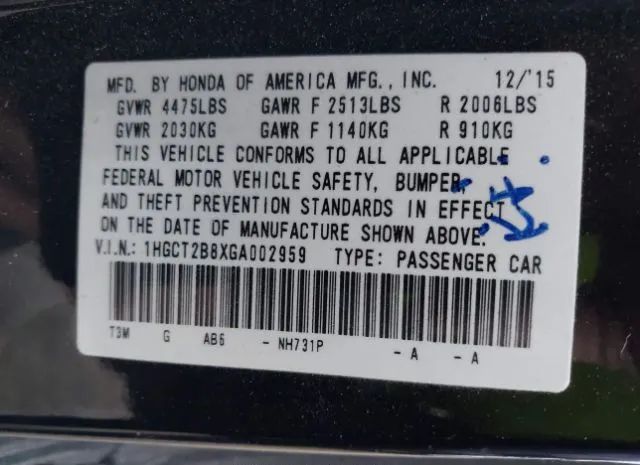 MFD. BY HONDA OF AMERICA MFG., INC. 12/'15
GVWR 4475LBS GAWR F 2513LBS R 2006LBS
GVWR 2030KG GAWR F 1140KG R 910KG
THIS VEHICLE CONFORMS TO ALL APPLICABLE
FEDERAL MOTOR VEHICLE SAFETY, BUMPER,
AND THEFT PREVENTION STANDARDS IN EFFECT
ON THE DATE OF MANUFACTURE SHOWN ABOVE.
V.I.N.: 1HGCT2B8XGA002959 TYPE: PASSENGER CAR
T3M G AB6 - NH731P - A - A